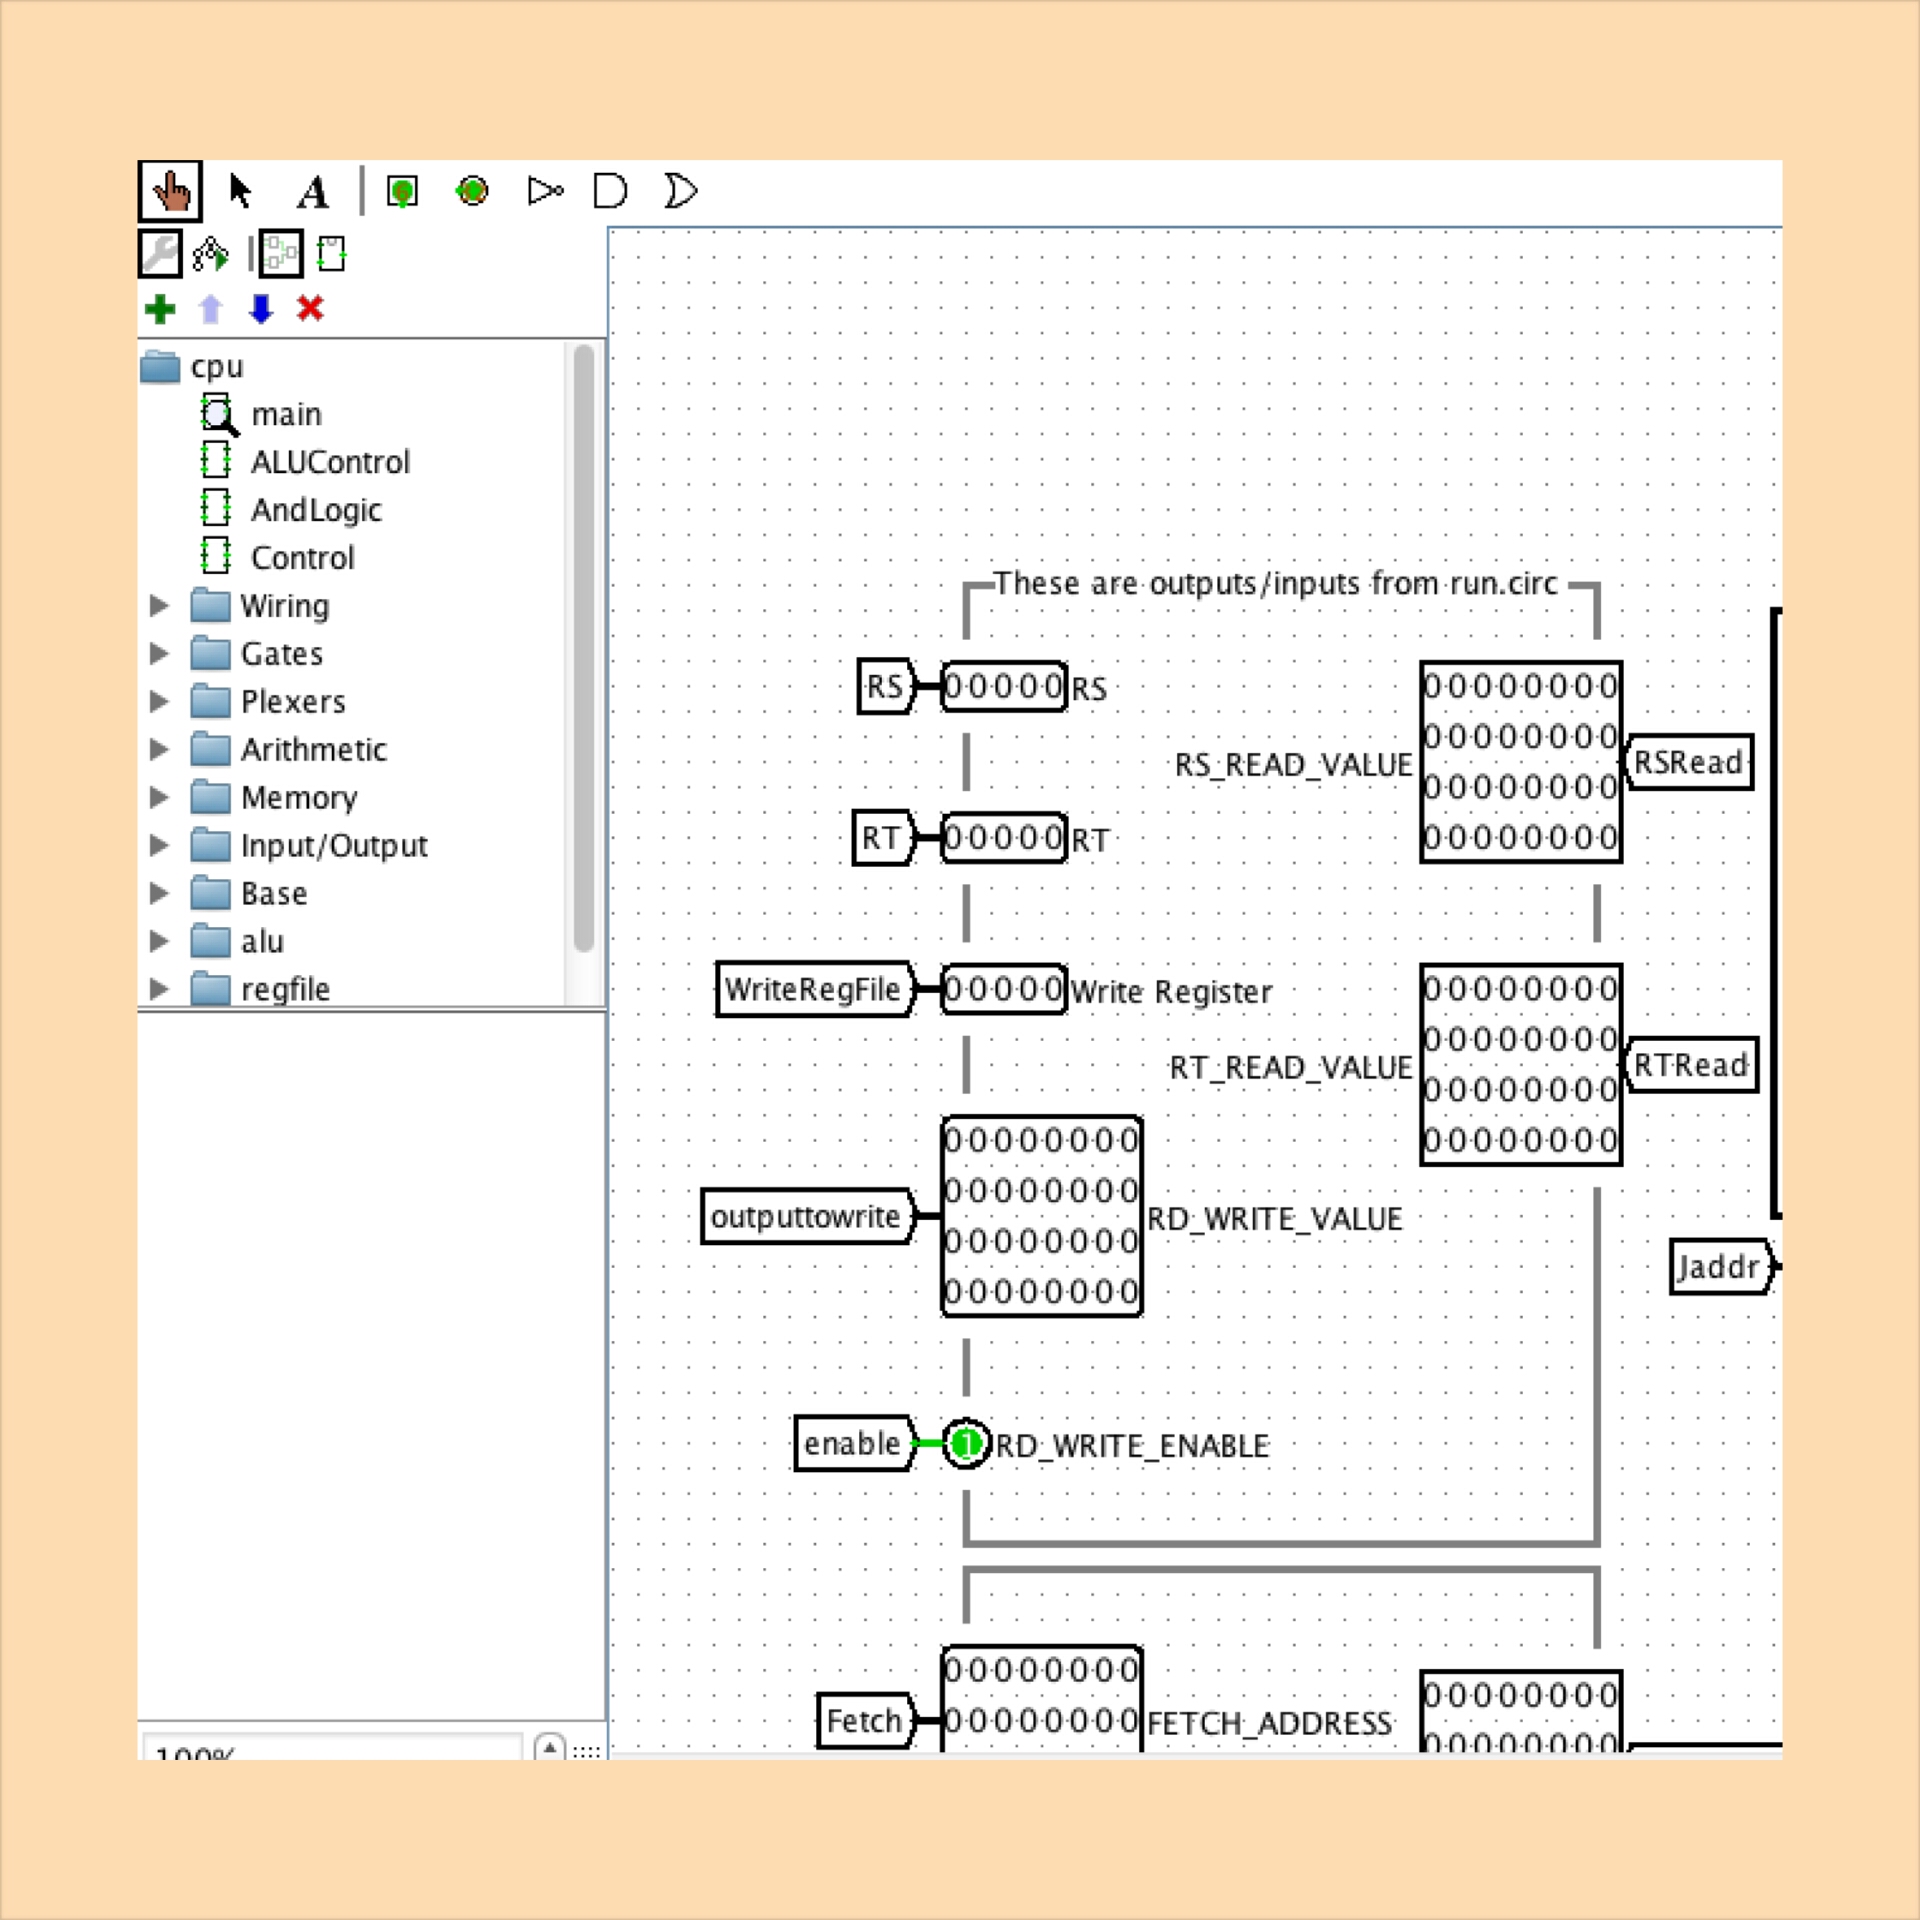 A
cpu
main
ALUControl
AndLogic
Control
Wiring
Gates
Plexers
Arithmetic
Memory
Input/Output
Base
alu
regfile
100%
These are outputs/inputs from run.circ
RS 00000 RS
00000000
00000000
00000000
00000000
RS_READ_VALUE
RSRead
RT 00000 RT
WriteRegFile 00000 Write Register
00000000
00000000
00000000
00000000
RT_READ_VALUE
RTRead
00000000
00000000
00000000
00000000
outputtowrite
RD_WRITE_VALUE
Jaddr
enable 1 RD_WRITE_ENABLE
00000000
00000000
Fetch
FETCH_ADDRESS
00000000
00000000